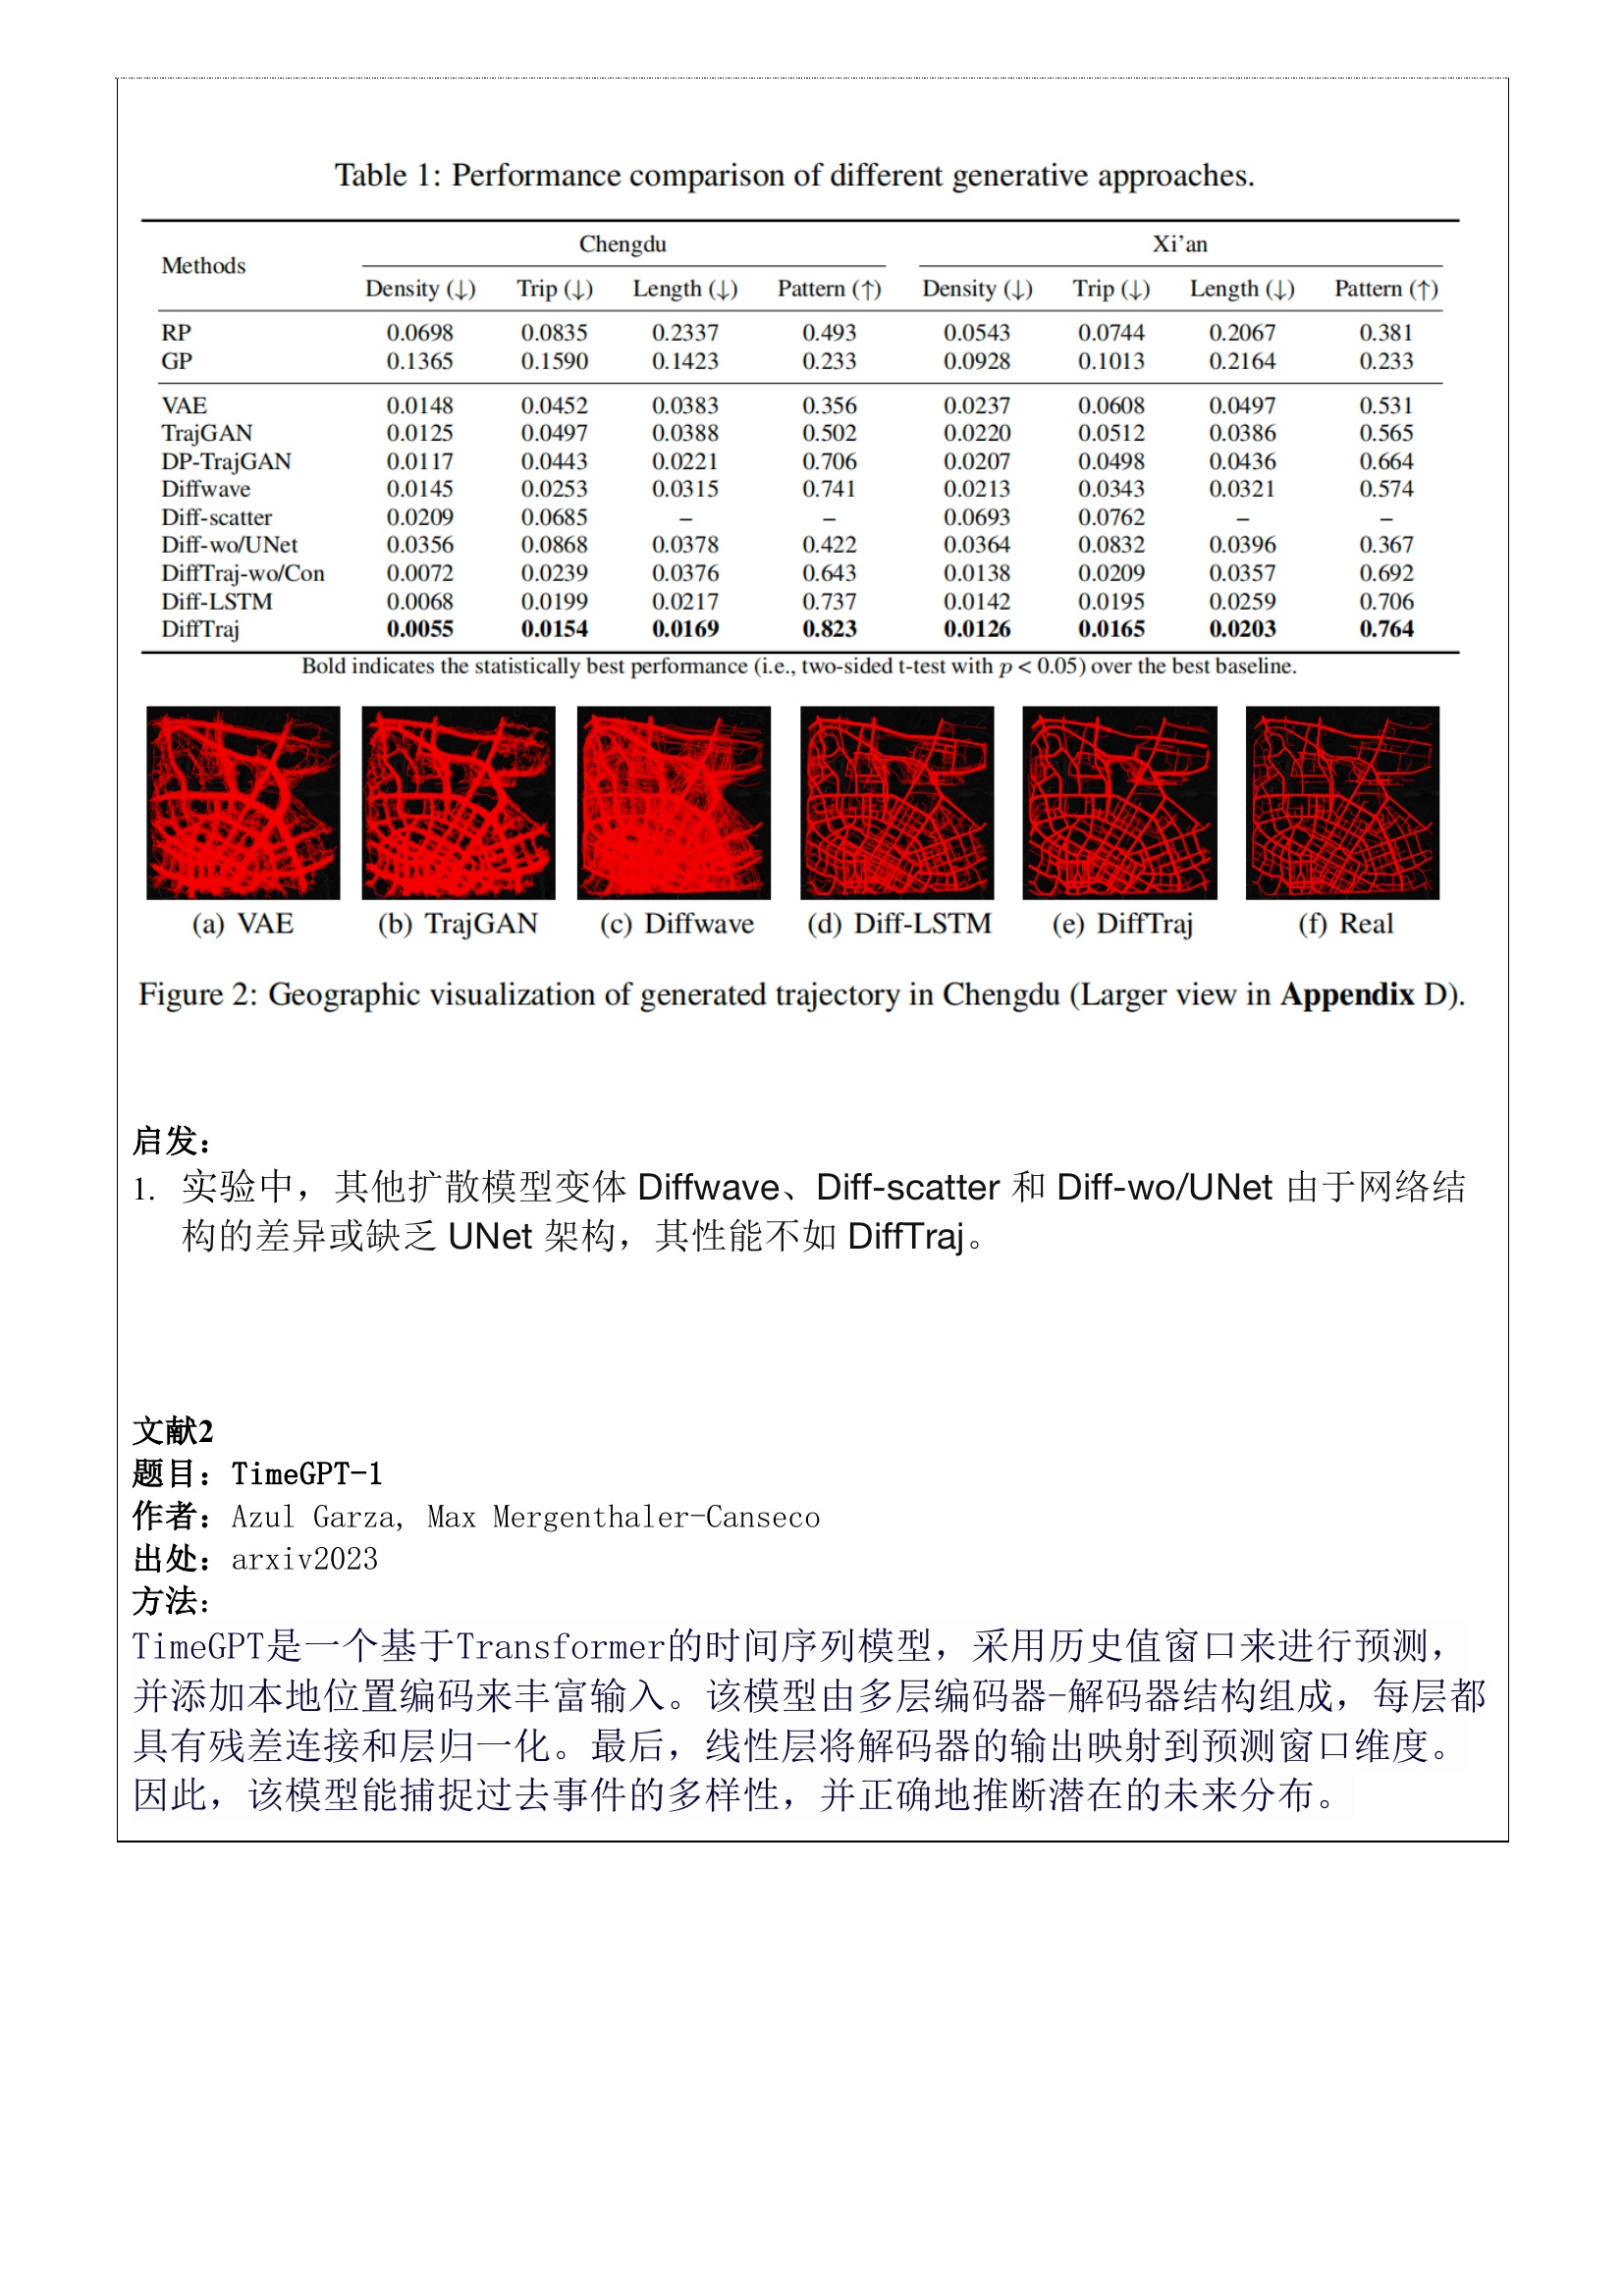 Table 1: Performance comparison of different generative approaches.
Methods Chengdu Xi’an
Density (↓) Trip (↓) Length (↓) Pattern (↑) Density (↓) Trip (↓) Length (↓) Pattern (↑)
RP 0.0698 0.0835 0.2337 0.493 0.0543 0.0744 0.2067 0.381
GP 0.1365 0.1590 0.1423 0.233 0.0928 0.1013 0.2164 0.233
VAE 0.0148 0.0452 0.0383 0.356 0.0237 0.0608 0.0497 0.531
TrajGAN 0.0125 0.0497 0.0388 0.502 0.0220 0.0512 0.0386 0.565
DP-TrajGAN 0.0117 0.0443 0.0221 0.706 0.0207 0.0498 0.0436 0.664
Diffwave 0.0145 0.0253 0.0315 0.741 0.0213 0.0343 0.0321 0.574
Diff-scatter 0.0209 0.0685 – – 0.0693 0.0762 – –
Diff-wo/UNet 0.0356 0.0868 0.0378 0.422 0.0364 0.0832 0.0396 0.367
DiffTraj-wo/Con 0.0072 0.0239 0.0376 0.643 0.0138 0.0209 0.0357 0.692
Diff-LSTM 0.0068 0.0199 0.0217 0.737 0.0142 0.0195 0.0259 0.706
DiffTraj 0.0055 0.0154 0.0169 0.823 0.0126 0.0165 0.0203 0.764
Bold indicates the statistically best performance (i.e., two-sided t-test with p < 0.05) over the best baseline.
(a) VAE (b) TrajGAN (c) Diffwave (d) Diff-LSTM (e) DiffTraj (f) Real
Figure 2: Geographic visualization of generated trajectory in Chengdu (Larger view in Appendix D).
启发：
1. 实验中，其他扩散模型变体 Diffwave、Diff-scatter 和 Diff-wo/UNet 由于网络结
构的差异或缺乏 UNet 架构，其性能不如 DiffTraj。
文献2
题目：TimeGPT-1
作者：Azul Garza, Max Mergenthaler-Canseco
出处：arxiv2023
方法：
TimeGPT是一个基于Transformer的时间序列模型，采用历史值窗口来进行预测，
并添加本地位置编码来丰富输入。该模型由多层编码器-解码器结构组成，每层都
具有残差连接和层归一化。最后，线性层将解码器的输出映射到预测窗口维度。
因此，该模型能捕捉过去事件的多样性，并正确地推断潜在的未来分布。